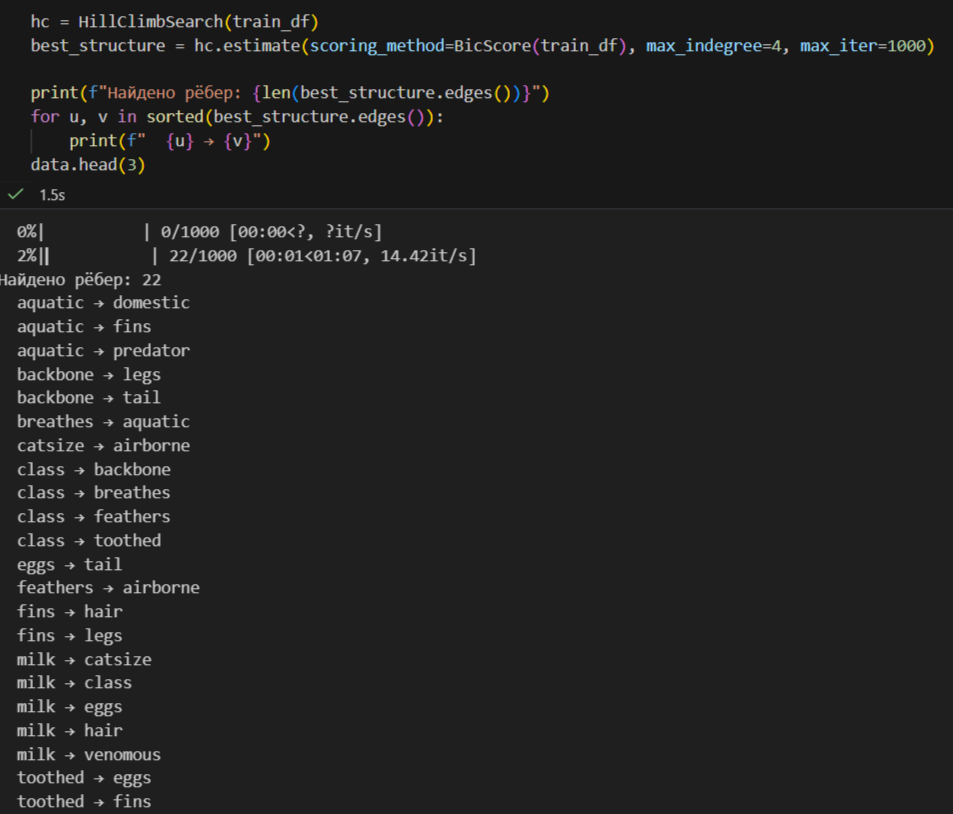 hc = HillClimbSearch(train_df)
best_structure = hc.estimate(scoring_method=BicScore(train_df), max_indegree=4, max_iter=1000)
print(f"Найдено рёбер: {len(best_structure.edges())}")
for u, v in sorted(best_structure.edges()):
print(f"  {u} → {v}")
data.head(3)
✓ 1.5s
0%| | 0/1000 [00:00<?, ?it/s]
2%|| | 22/1000 [00:01<01:07, 14.42it/s]
Найдено рёбер: 22
aquatic → domestic
aquatic → fins
aquatic → predator
backbone → legs
backbone → tail
breathes → aquatic
catsize → airborne
class → backbone
class → breathes
class → feathers
class → toothed
eggs → tail
feathers → airborne
fins → hair
fins → legs
milk → catsize
milk → class
milk → eggs
milk → hair
milk → venomous
toothed → eggs
toothed → fins